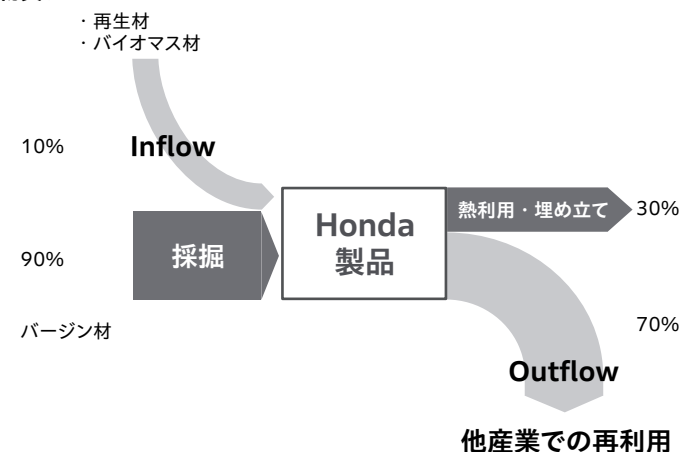 ・再生材
・バイオマス材
10%
Inflow
90%
採掘
バージン材
Honda
製品
熱利用・埋め立て
30%
70%
Outflow
他産業での再利用